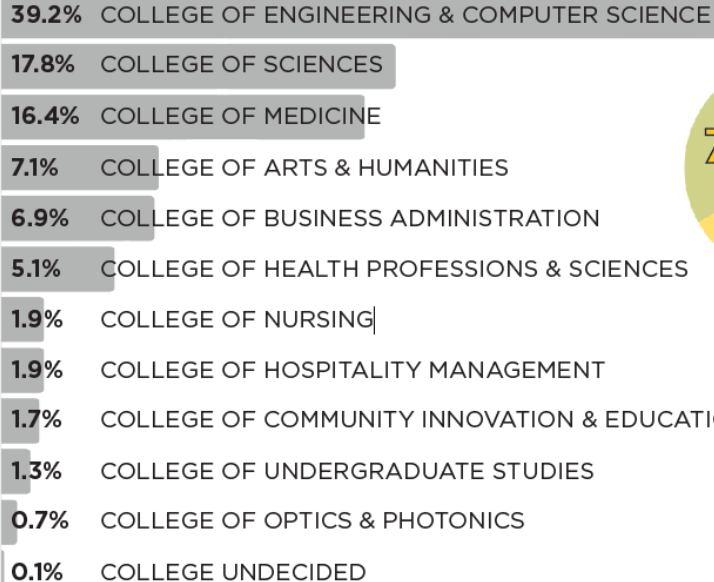 39.2% COLLEGE OF ENGINEERING & COMPUTER SCIENCE
17.8% COLLEGE OF SCIENCES
16.4% COLLEGE OF MEDICINE
7.1% COLLEGE OF ARTS & HUMANITIES
6.9% COLLEGE OF BUSINESS ADMINISTRATION
5.1% COLLEGE OF HEALTH PROFESSIONS & SCIENCES
1.9% COLLEGE OF NURSING
1.9% COLLEGE OF HOSPITALITY MANAGEMENT
1.7% COLLEGE OF COMMUNITY INNOVATION &
1.3% COLLEGE OF UNDERGRADUATE STUDIES
0.7% COLLEGE OF OPTICS & PHOTONICS
0.1% COLLEGE UNDECIDED